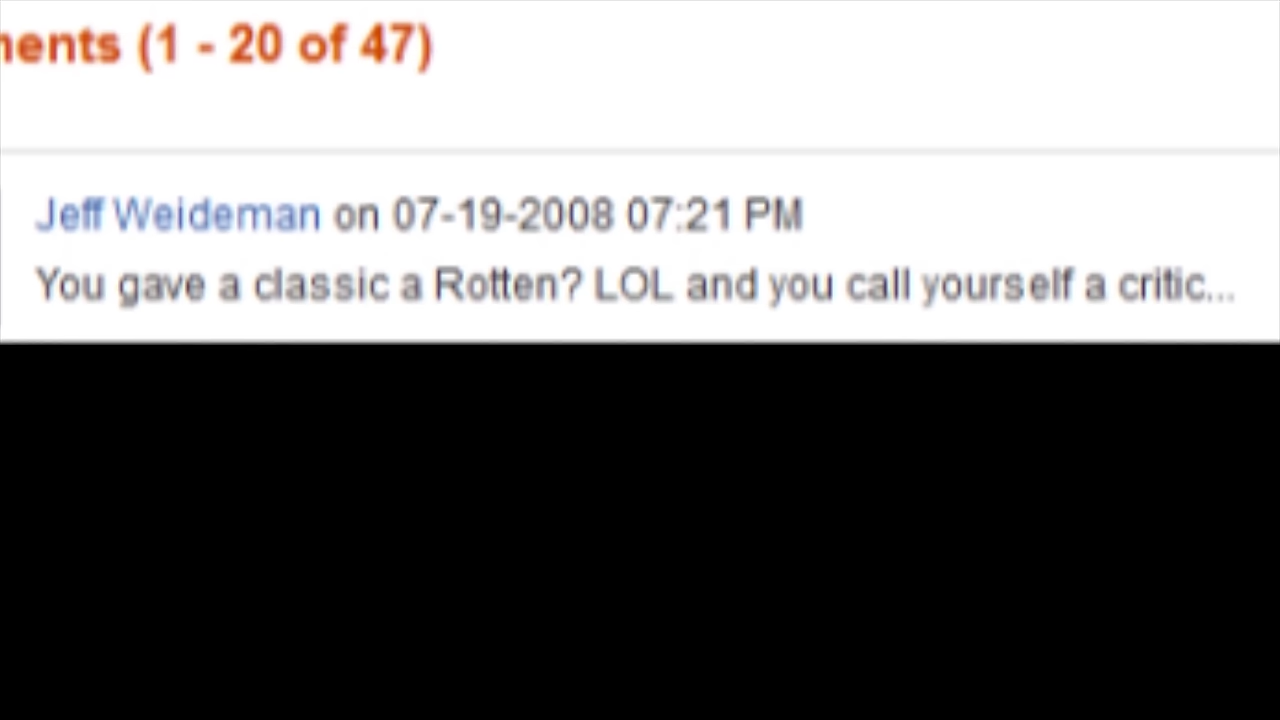 ents (1 - 20 of 47)
Jeff Weideman on 07-19-2008 07:21 PM
You gave a classic a Rotten? LOL and you call yourself a critic...